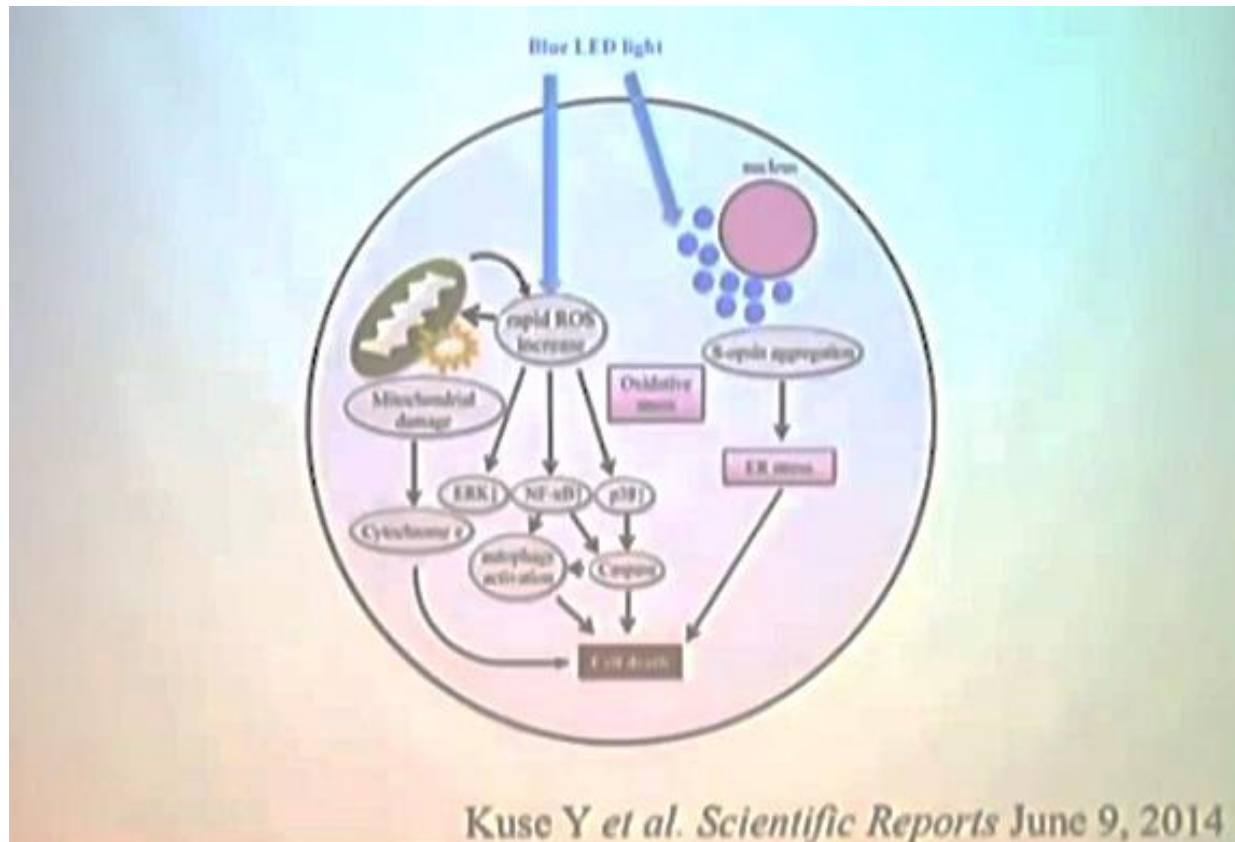 Blue LED light
nucleus
rapid ROS
increase
S-opsin aggregation
Oxidative
stress
Mitochondrial
damage
ER stress
ERK↓
NF-κB↑
p38↑
Cytochrome c
autophagy
activation
Caspase
Cell death
Kuse Y et al. Scientific Reports June 9, 2014